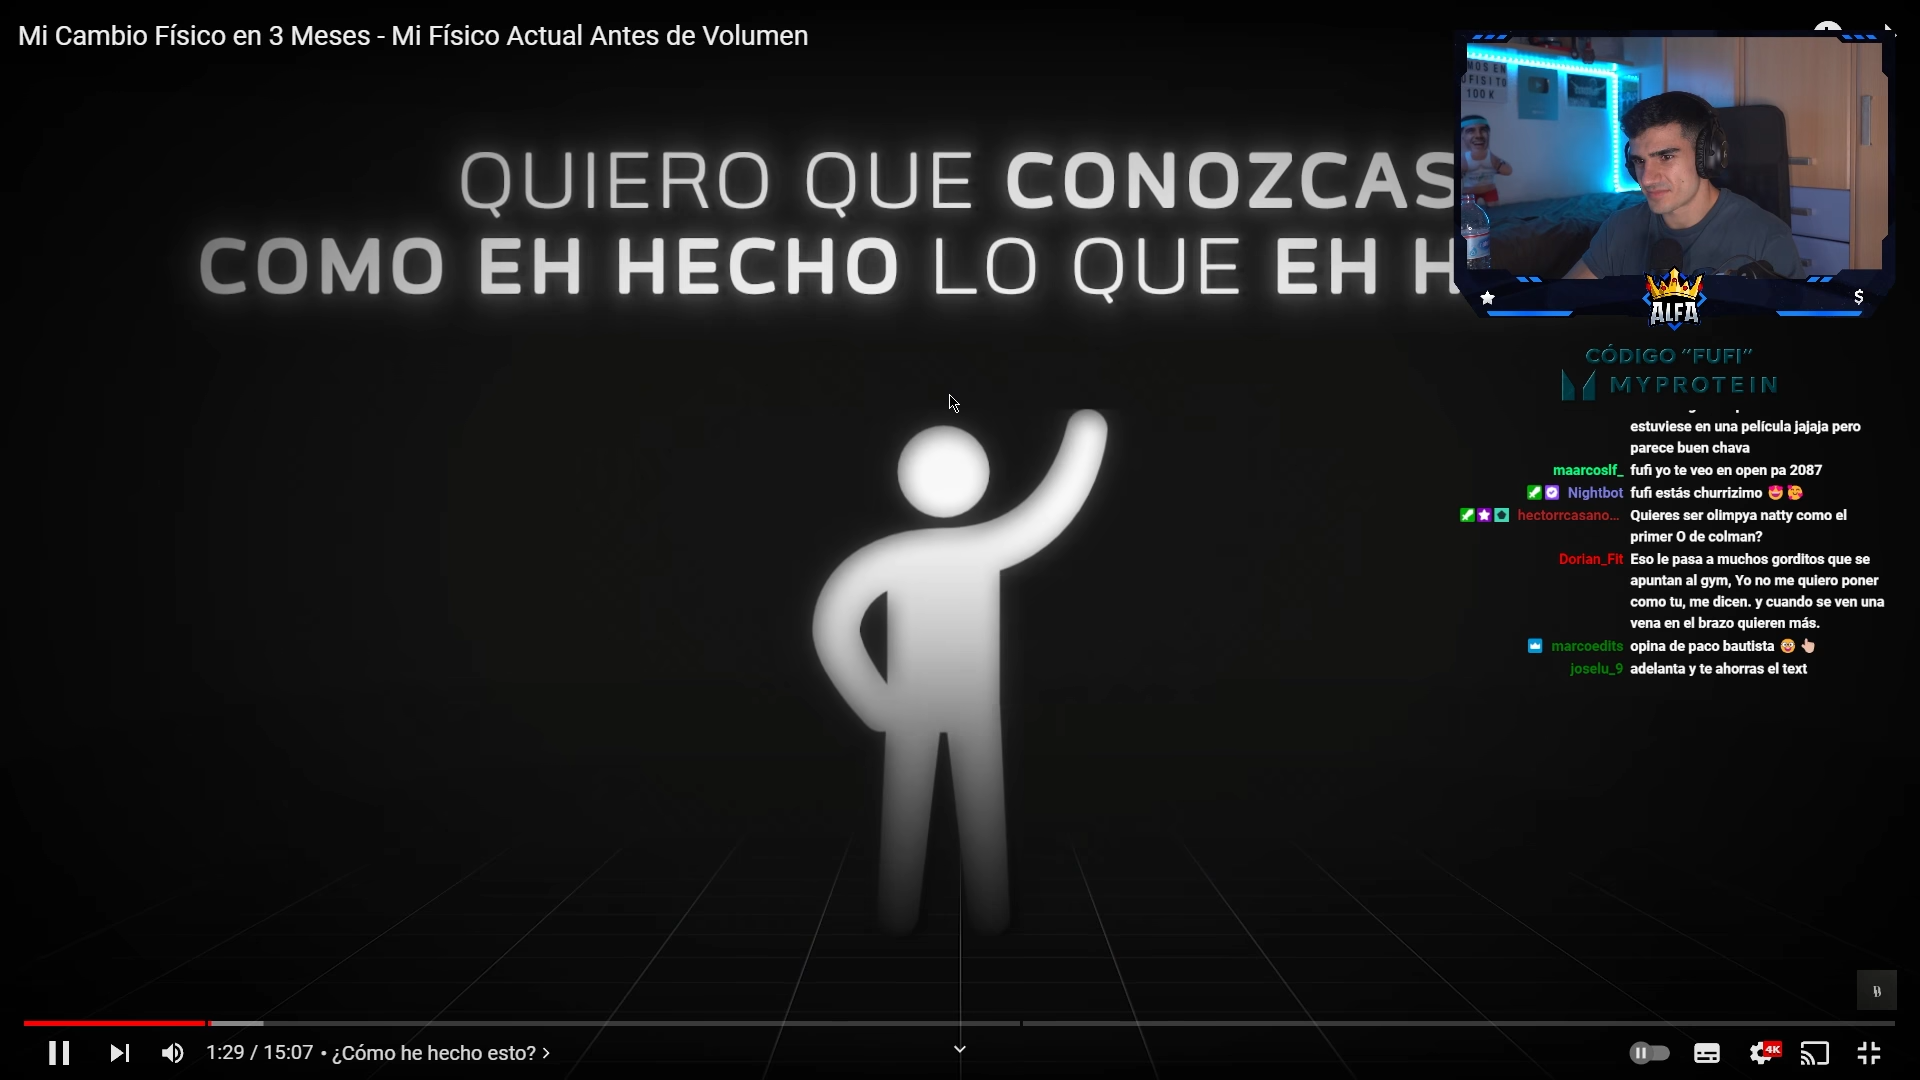 Mi Cambio Físico en 3 Meses - Mi Físico Actual Antes de Volumen
QUIERO QUE CONOZCAS
COMO EH HECHO LO QUE EH H
MOS EN
100 K
ALFA
$
CÓDIGO “FUFI”
MYPROTEIN
estuviese en una película jajaja pero
parece buen chava
maarcoslf_ fufi yo te veo en open pa 2087
Nightbot fufi estás churrizimo 😍 🥰
hectorrcasano... Quieres ser olimpya natty como el
primer O de colman?
Dorian_Fit Eso le pasa a muchos gorditos que se
apuntan al gym, Yo no me quiero poner
como tu, me dicen. y cuando se ven una
vena en el brazo quieren más.
marcoedits opina de paco bautista
joselu_9 adelanta y te ahorras el text
1:29 / 15:07 • ¿Cómo he hecho esto? >
4K